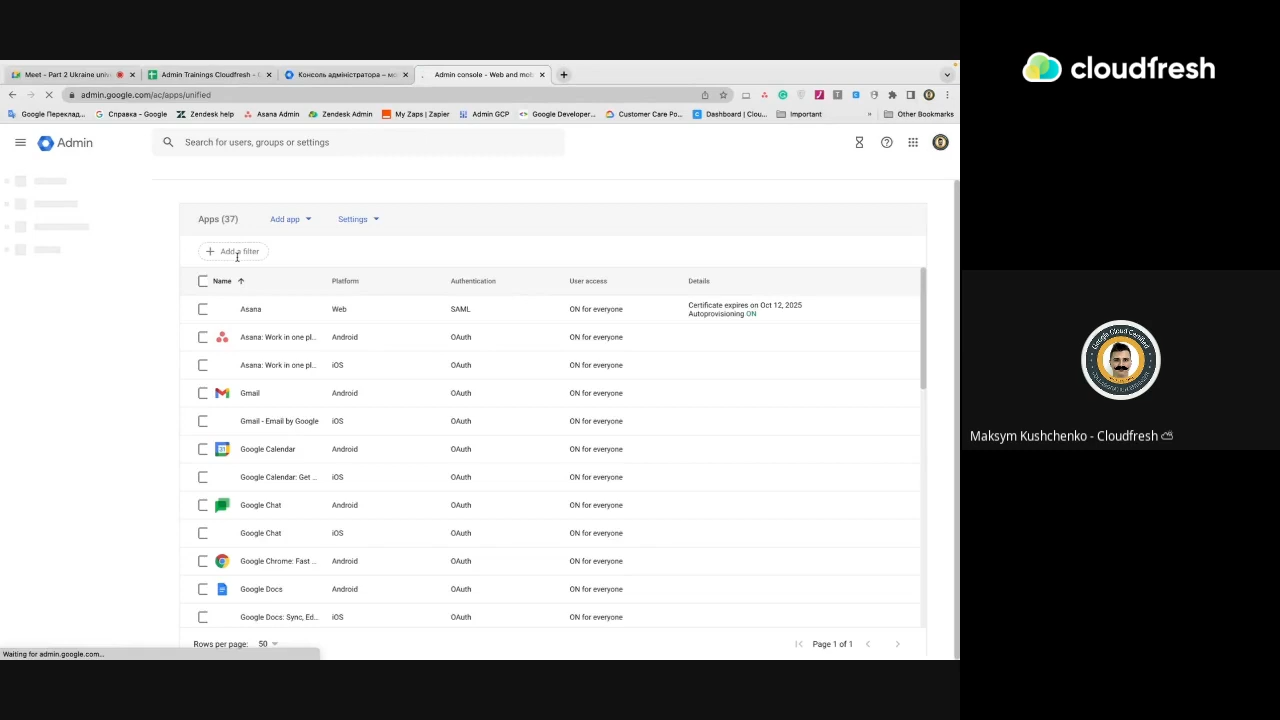 Meet - Part 2 Ukraine univ
Admin Trainings Cloudfresh - G
Консоль адміністратора – мо
Admin console - Web and mob
admin.google.com/ac/apps/unified
Google Переклад...
Справка – Google
Zendesk help
Asana Admin
Zendesk Admin
My Zaps | Zapier
Admin GCP
Google Developer...
Customer Care Po...
Dashboard | Clou...
Important
Other Bookmarks
Admin
Search for users, groups or settings
Apps (37)
Add app
Settings
Add a filter
Name Platform Authentication User access Details
Asana Web SAML ON for everyone Certificate expires on Oct 12, 2025
Autoprovisioning ON
Asana: Work in one pl... Android OAuth ON for everyone
Asana: Work in one pl... iOS OAuth ON for everyone
Gmail Android OAuth ON for everyone
Gmail - Email by Google iOS OAuth ON for everyone
Google Calendar Android OAuth ON for everyone
Google Calendar: Get ... iOS OAuth ON for everyone
Google Chat Android OAuth ON for everyone
Google Chat iOS OAuth ON for everyone
Google Chrome: Fast ... Android OAuth ON for everyone
Google Docs Android OAuth ON for everyone
Google Docs: Sync, Ed... iOS OAuth ON for everyone
Rows per page: 50
Page 1 of 1
Waiting for admin.google.com...
cloudfresh
Google Cloud Certified
Maksym Kushchenko - Cloudfresh